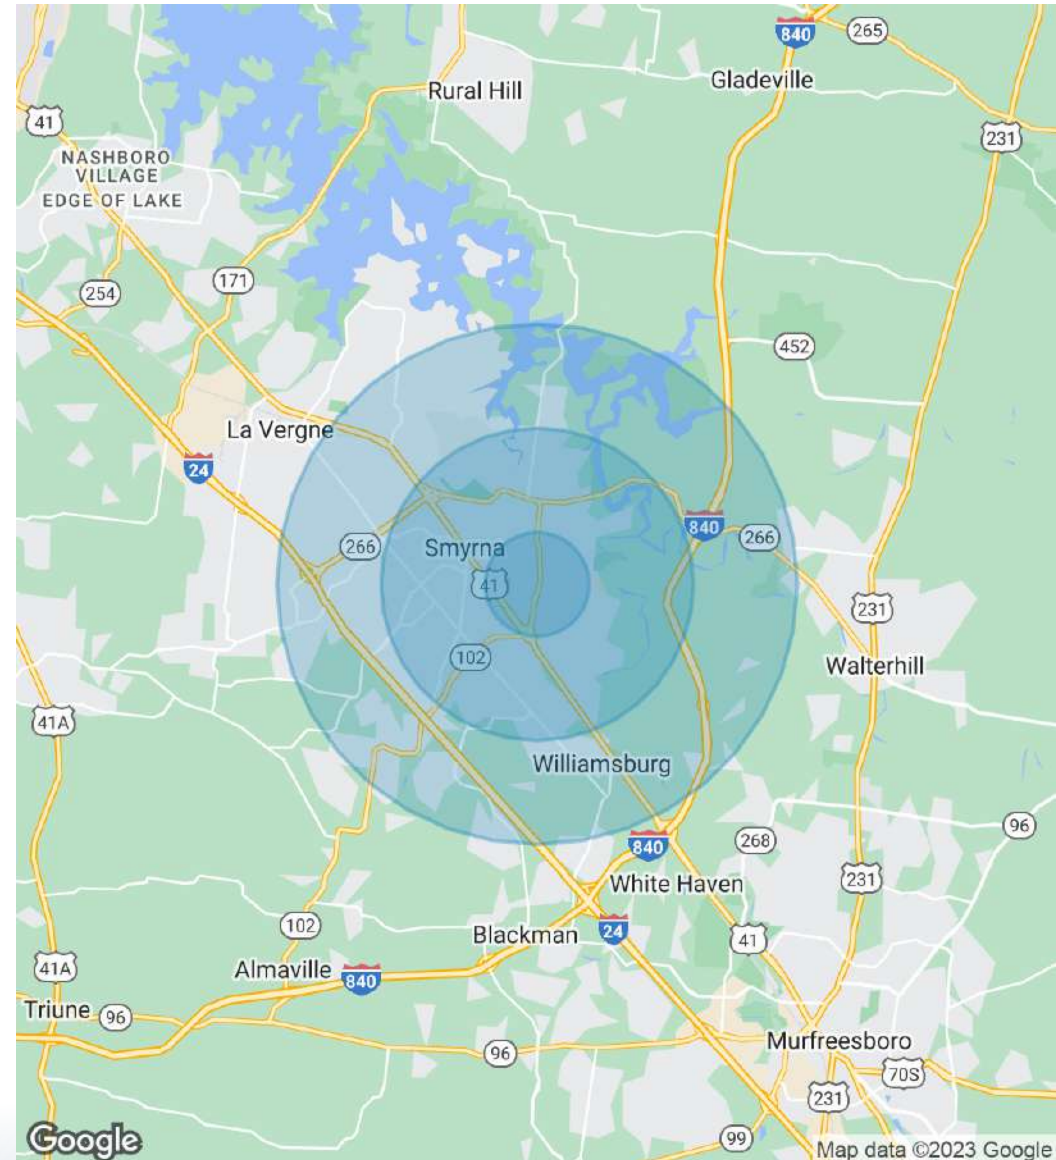 840
265
Rural Hill
Gladeville
41
231
NASHBORO
VILLAGE
EDGE OF LAKE
171
254
452
La Vergne
24
840
266
266
Smyrna
41
231
102
Walterhill
41A
Williamsburg
96
268
840
231
White Haven
102
Blackman
24
41
41A
Almaville
840
Triune
96
Murfreesboro
96
70S
231
99
Google
Map data ©2023 Google